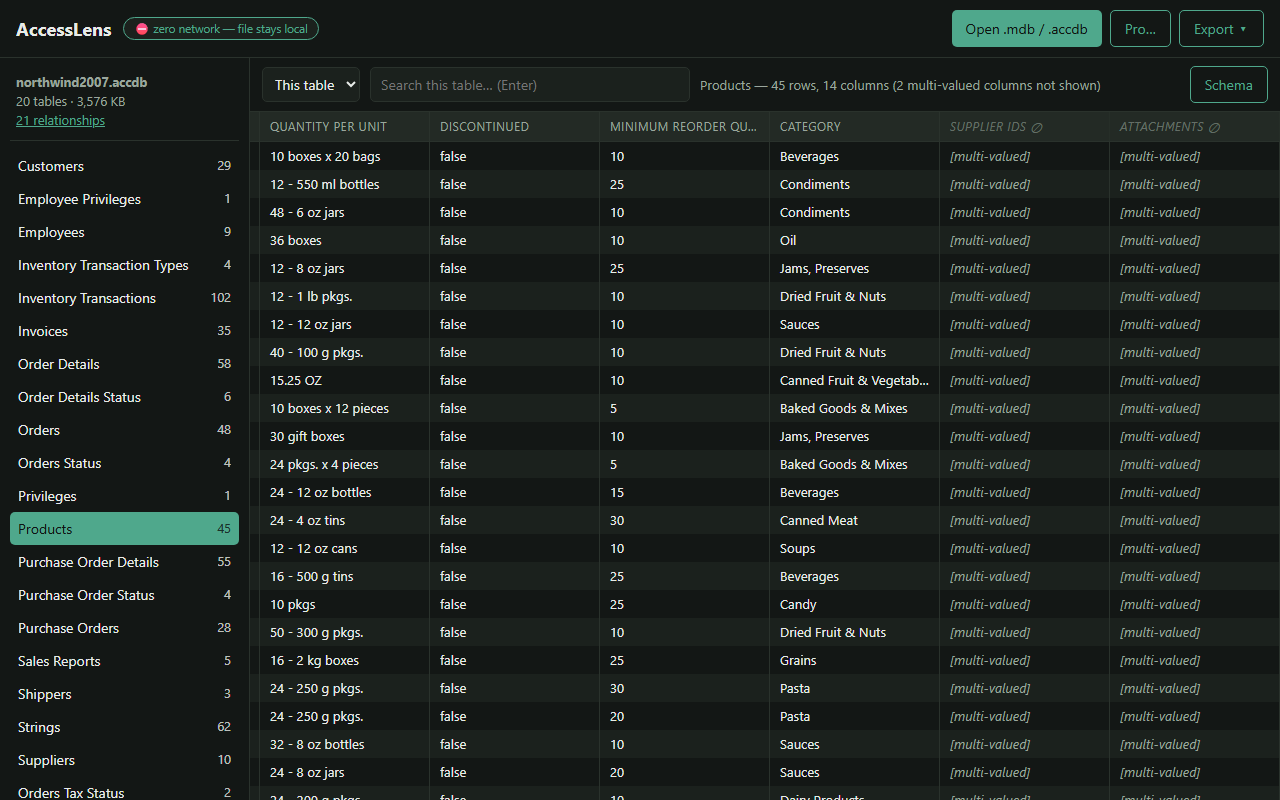 AccessLens
zero network — file stays local
Open .mdb / .accdb
Pro...
Export ▾
northwind2007.accdb
20 tables · 3,576 KB
21 relationships
This table
Search this table... (Enter)
Products — 45 rows, 14 columns (2 multi-valued columns not shown)
Schema
Customers 29
Employee Privileges 1
Employees 9
Inventory Transaction Types 4
Inventory Transactions 102
Invoices 35
Order Details 58
Order Details Status 6
Orders 48
Orders Status 4
Privileges 1
Products 45
Purchase Order Details 55
Purchase Order Status 4
Purchase Orders 28
Sales Reports 5
Shippers 3
Strings 62
Suppliers 10
Orders Tax Status 2
QUANTITY PER UNIT DISCONTINUED MINIMUM REORDER QU... CATEGORY SUPPLIER IDS ∅ ATTACHMENTS ∅
10 boxes x 20 bags false 10 Beverages [multi-valued] [multi-valued]
12 - 550 ml bottles false 25 Condiments [multi-valued] [multi-valued]
48 - 6 oz jars false 10 Condiments [multi-valued] [multi-valued]
36 boxes false 10 Oil [multi-valued] [multi-valued]
12 - 8 oz jars false 25 Jams, Preserves [multi-valued] [multi-valued]
12 - 1 lb pkgs. false 10 Dried Fruit & Nuts [multi-valued] [multi-valued]
12 - 12 oz jars false 10 Sauces [multi-valued] [multi-valued]
40 - 100 g pkgs. false 10 Dried Fruit & Nuts [multi-valued] [multi-valued]
15.25 OZ false 10 Canned Fruit & Vegetab... [multi-valued] [multi-valued]
10 boxes x 12 pieces false 5 Baked Goods & Mixes [multi-valued] [multi-valued]
30 gift boxes false 10 Jams, Preserves [multi-valued] [multi-valued]
24 pkgs. x 4 pieces false 5 Baked Goods & Mixes [multi-valued] [multi-valued]
24 - 12 oz bottles false 15 Beverages [multi-valued] [multi-valued]
24 - 4 oz tins false 30 Canned Meat [multi-valued] [multi-valued]
12 - 12 oz cans false 10 Soups [multi-valued] [multi-valued]
16 - 500 g tins false 25 Beverages [multi-valued] [multi-valued]
10 pkgs false 25 Candy [multi-valued] [multi-valued]
50 - 300 g pkgs. false 10 Dried Fruit & Nuts [multi-valued] [multi-valued]
16 - 2 kg boxes false 25 Grains [multi-valued] [multi-valued]
24 - 250 g pkgs. false 30 Pasta [multi-valued] [multi-valued]
24 - 250 g pkgs. false 20 Pasta [multi-valued] [multi-valued]
32 - 8 oz bottles false 10 Sauces [multi-valued] [multi-valued]
24 - 8 oz jars false 20 Sauces [multi-valued] [multi-valued]
24 - 200 g pkgs. false 10 Dairy Products [multi-valued] [multi-valued]